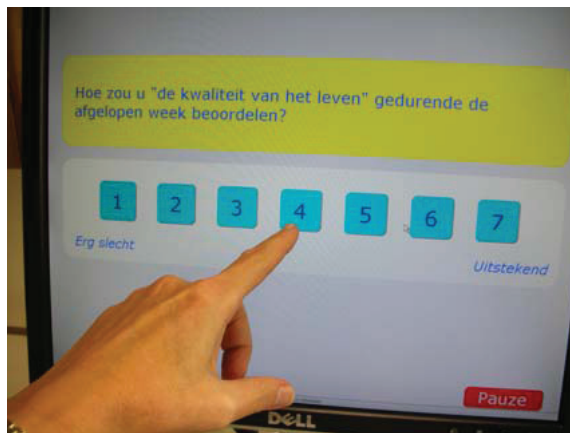 Hoe zou u "de kwaliteit van het leven" gedurende de
afgelopen week beoordelen?
1 2 3 4 5 6 7
Erg slecht
Uitstekend
Pauze
DELL